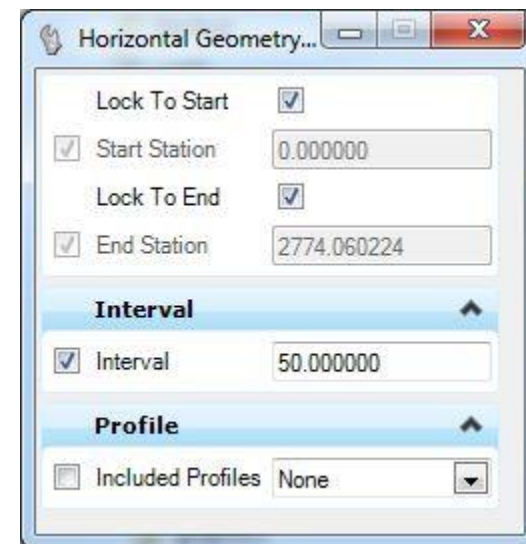 Horizontal Geometry...
Lock To Start
Start Station 0.000000
Lock To End
End Station 2774.060224
Interval
Interval 50.000000
Profile
Included Profiles None